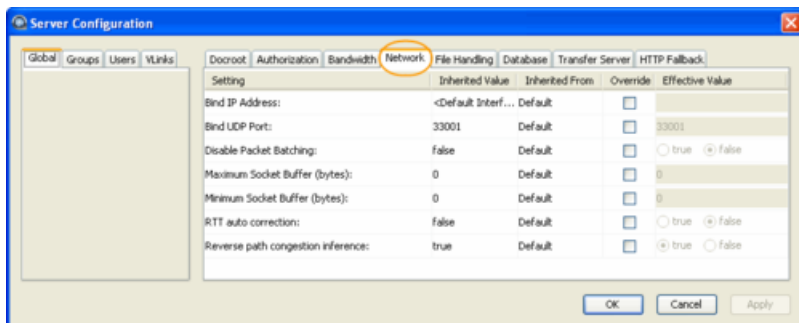 Server Configuration
Global Groups Users VLinks
Docroot Authorization Bandwidth Network File Handling Database Transfer Server HTTP Fallback
Setting Inherited Value Inherited From Override Effective Value
Bind IP Address: <Default Interf... Default
Bind UDP Port: 33001 Default 33001
Disable Packet Batching: false Default true false
Maximum Socket Buffer (bytes): 0 Default 0
Minimum Socket Buffer (bytes): 0 Default 0
RTT auto correction: false Default true false
Reverse path congestion inference: true Default true false
OK Cancel Apply